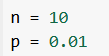 n = 10
p = 0.01